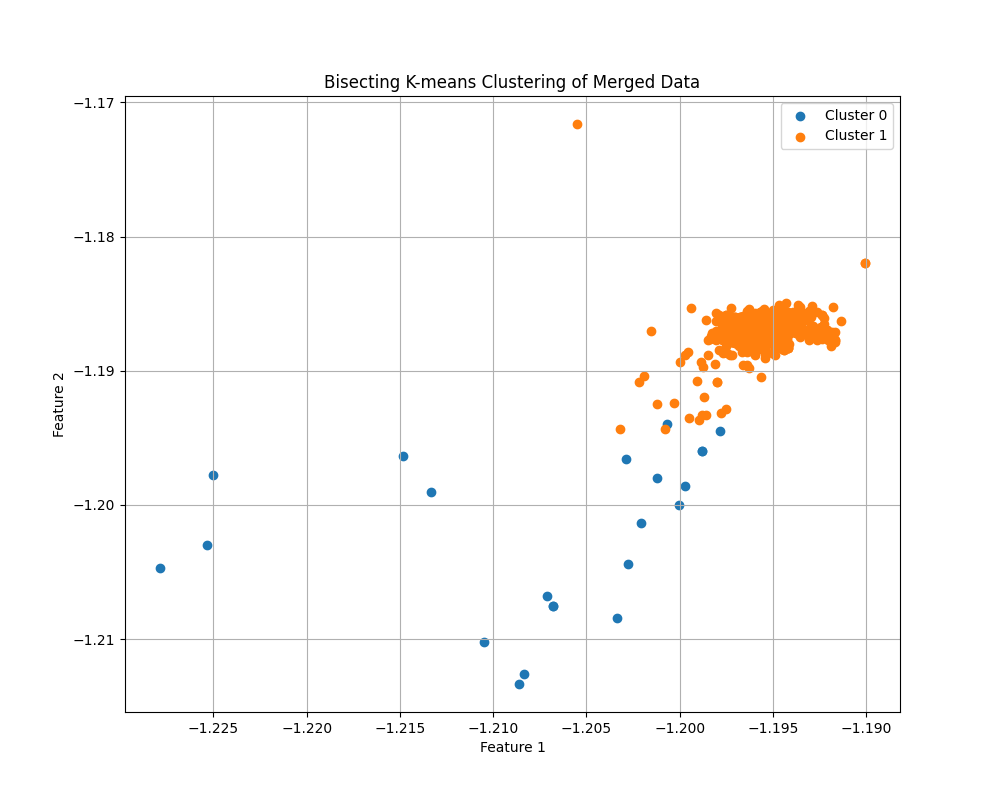 Bisecting K-means Clustering of Merged Data
Cluster 0
Cluster 1
−1.17
−1.18
−1.19
−1.20
−1.21
Feature 2
−1.225
−1.220
−1.215
−1.210
−1.205
−1.200
−1.195
−1.190
Feature 1